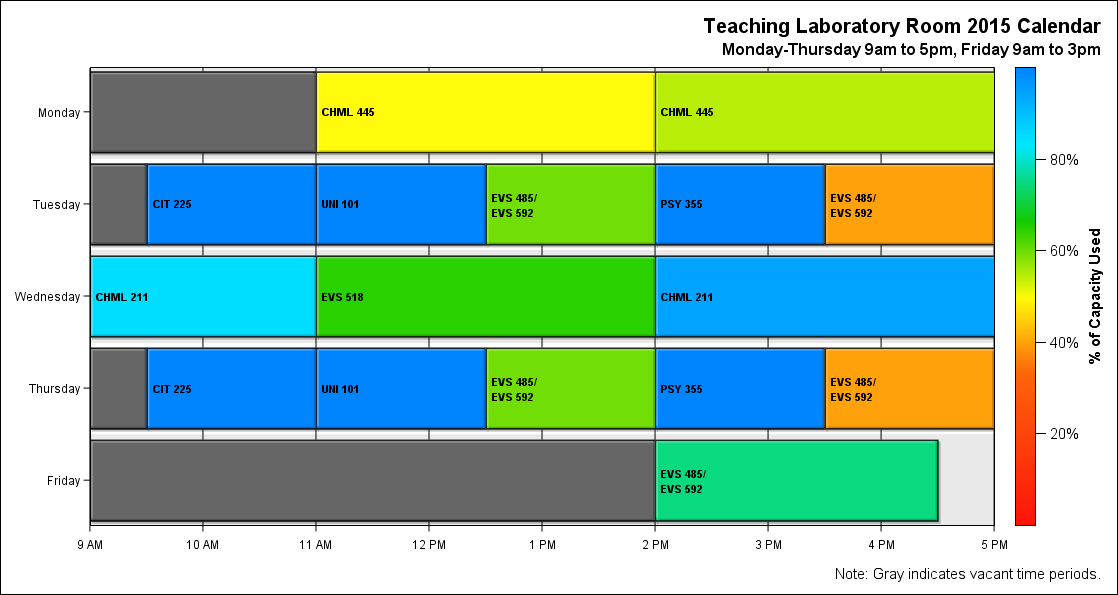 Teaching Laboratory Room 2015 Calendar
Monday-Thursday 9am to 5pm, Friday 9am to 3pm
Monday
CHML 445
CHML 445
Tuesday
CIT 225
UNI 101
EVS 485/
EVS 592
PSY 355
EVS 485/
EVS 592
Wednesday
CHML 211
EVS 518
CHML 211
Thursday
CIT 225
UNI 101
EVS 485/
EVS 592
PSY 355
EVS 485/
EVS 592
Friday
EVS 485/
EVS 592
9 AM
10 AM
11 AM
12 PM
1 PM
2 PM
3 PM
4 PM
5 PM
80%
60%
40%
20%
% of Capacity Used
Note: Gray indicates vacant time periods.